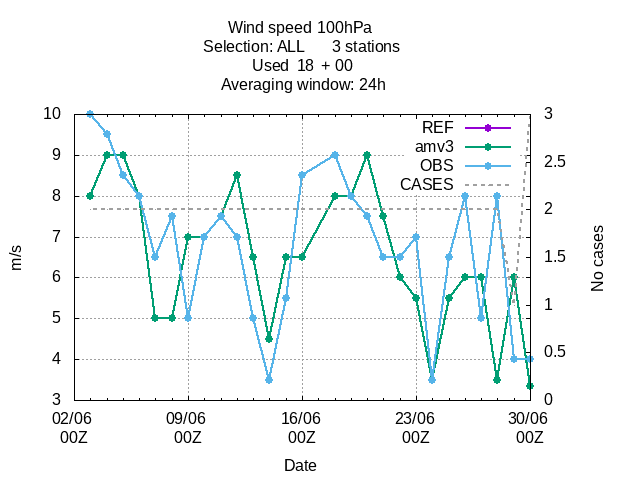 Wind speed 100hPa
Selection: ALL 3 stations
Used 18 + 00
Averaging window: 24h
10
9
8
7
6
5
4
3
m/s
3
2.5
2
1.5
1
0.5
0
No cases
REF
amv3
OBS
CASES
02/06 09/06 16/06 23/06 30/06
00Z 00Z 00Z 00Z 00Z
Date